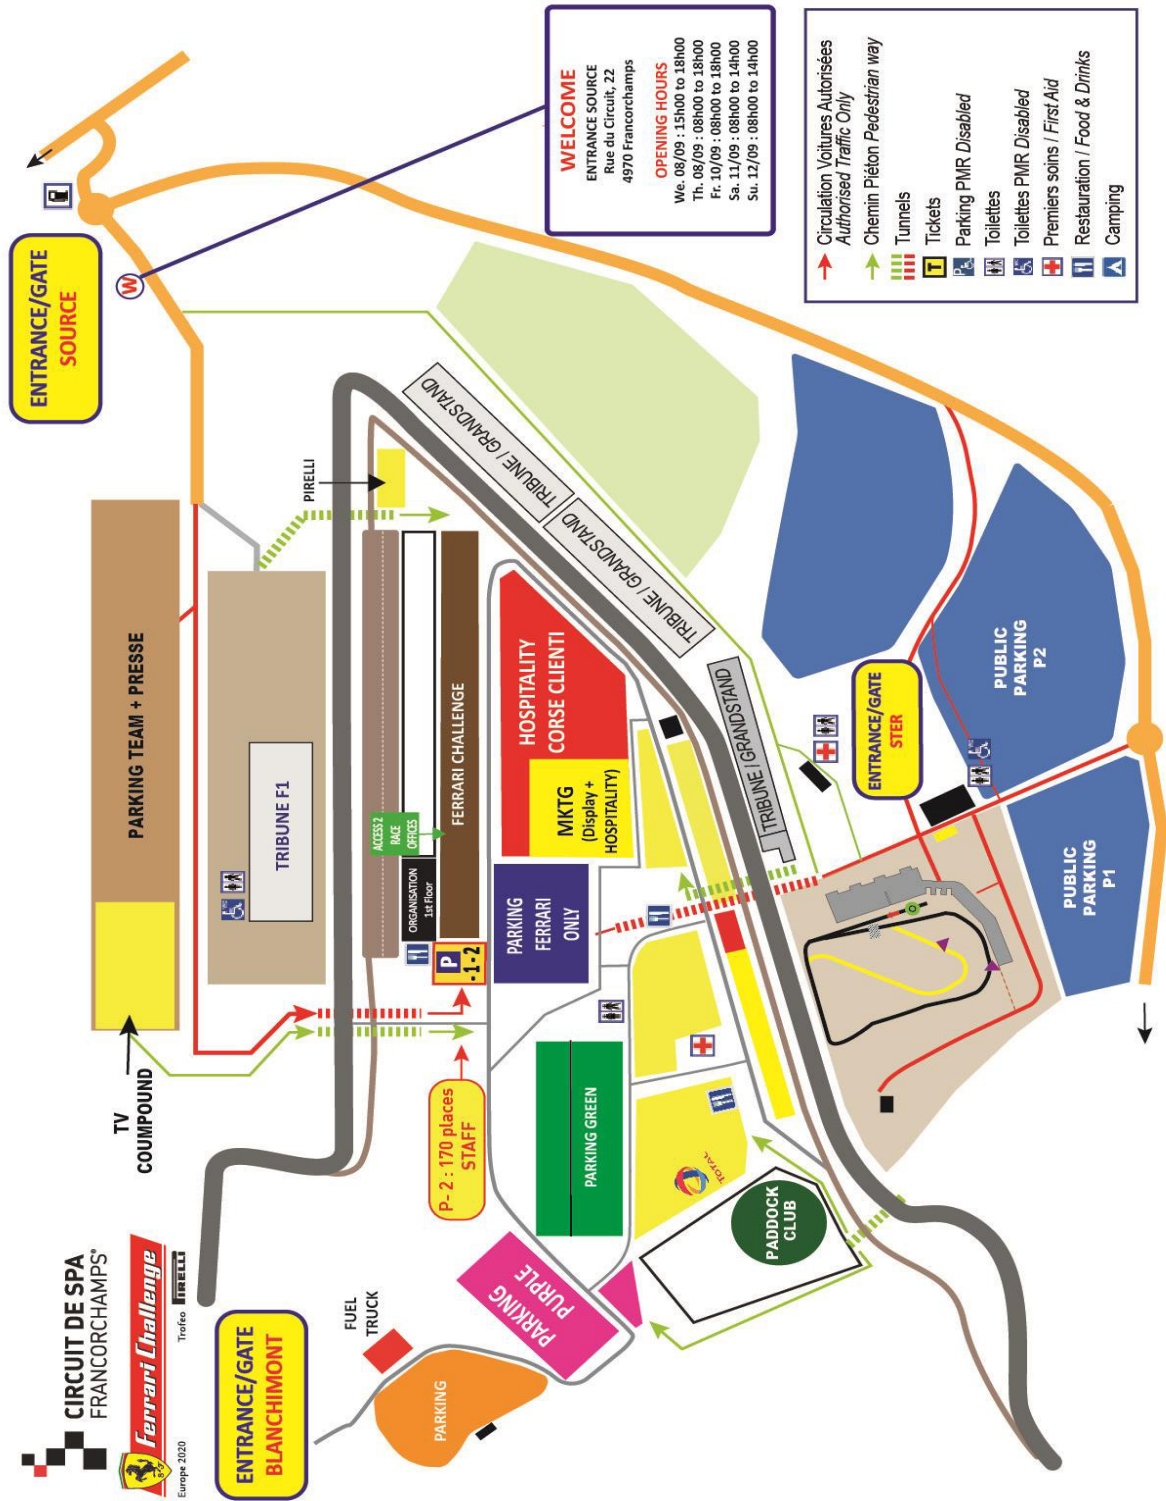 CIRCUIT DE SPA
FRANCORCHAMPS®
Ferrari Challenge
Europe 2020
Trofeo
PIRELLI
ENTRANCE/GATE
BLANCHIMONT
FUEL
TRUCK
PARKING
PARKING
PURPLE
TV
COUMPOUND
PARKING TEAM + PRESSE
TRIBUNE F1
P- 2 : 170 places
STAFF
P
-1-2
ORGANISATION
1st Floor
ACCESS 2
RACE
OFFICES
FERRARI CHALLENGE
PIRELLI
ENTRANCE/GATE
SOURCE
W
WELCOME
ENTRANCE SOURCE
Rue du Circuit, 22
4970 Francorchamps
OPENING HOURS
We. 08/09 : 15h00 to 18h00
Th. 08/09 : 08h00 to 18h00
Fr. 10/09 : 08h00 to 18h00
Sa. 11/09 : 08h00 to 14h00
Su. 12/09 : 08h00 to 14h00
PARKING GREEN
PARKING
FERRARI
ONLY
HOSPITALITY
CORSE CLIENTI
MKTG
(Display +
HOSPITALITY)
TOTAL
PADDOCK
CLUB
TRIBUNE / GRANDSTAND
TRIBUNE / GRANDSTAND
TRIBUNE / GRANDSTAND
ENTRANCE/GATE
STER
PUBLIC
PARKING
P1
PUBLIC
PARKING
P2
Circulation Voitures Autorisées
Authorised Traffic Only
Chemin Piéton Pedestrian way
Tunnels
T Tickets
P Parking PMR Disabled
Toilettes
Toilettes PMR Disabled
Premiers soins / First Aid
Restauration / Food & Drinks
Camping